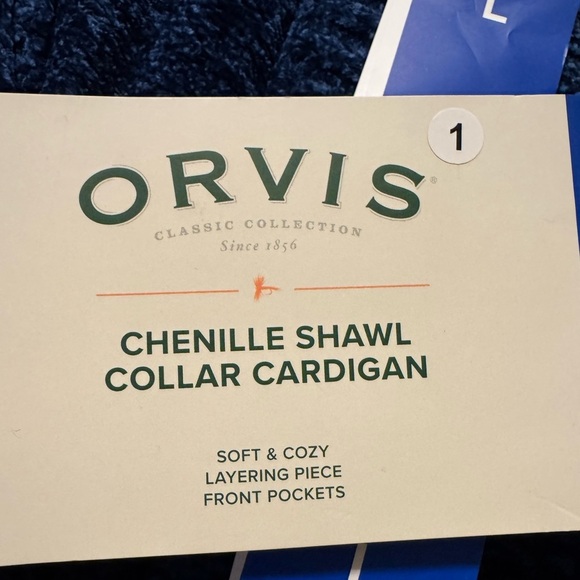 L
1
ORVIS®
CLASSIC COLLECTION
Since 1856
CHENILLE SHAWL
COLLAR CARDIGAN
SOFT & COZY
LAYERING PIECE
FRONT POCKETS